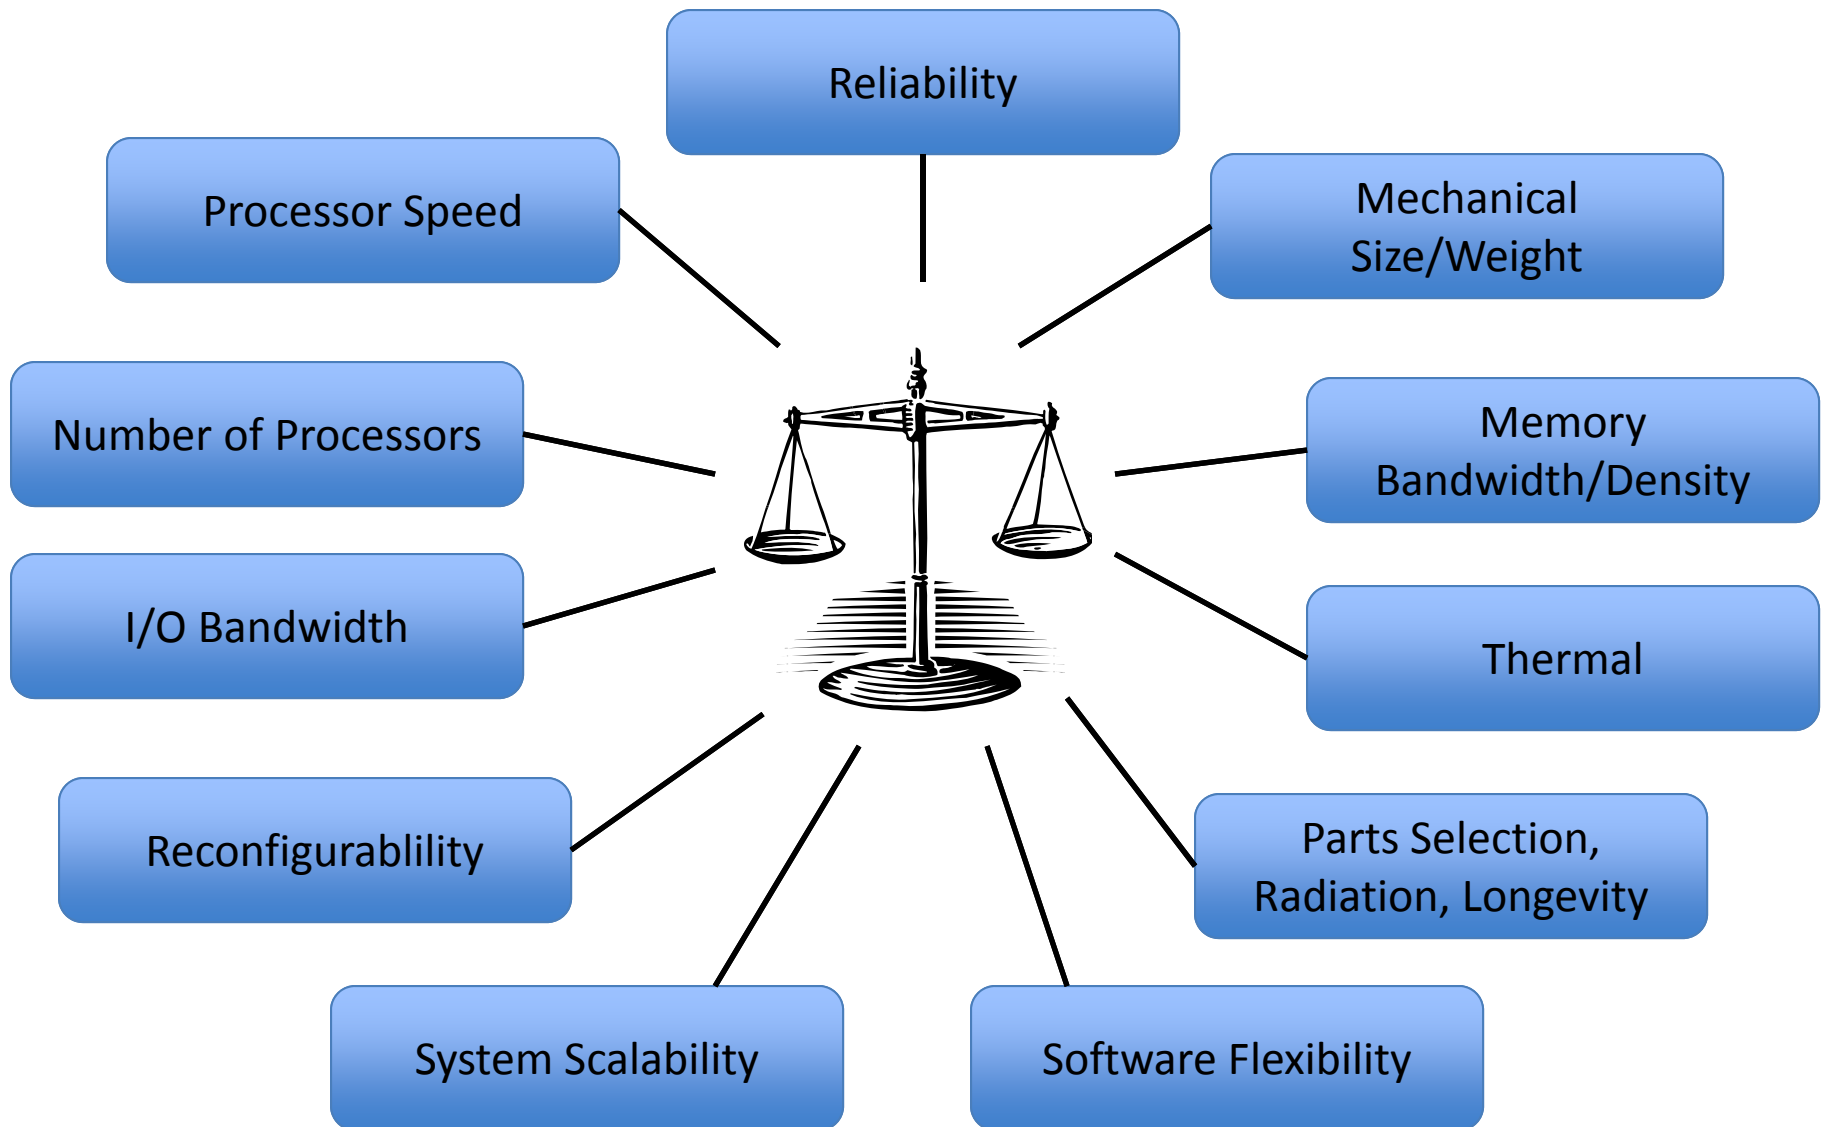 Reliability
Processor Speed
Mechanical
Size/Weight
Number of Processors
Memory
Bandwidth/Density
I/O Bandwidth
Thermal
Reconfigurablility
Parts Selection,
Radiation, Longevity
System Scalability
Software Flexibility